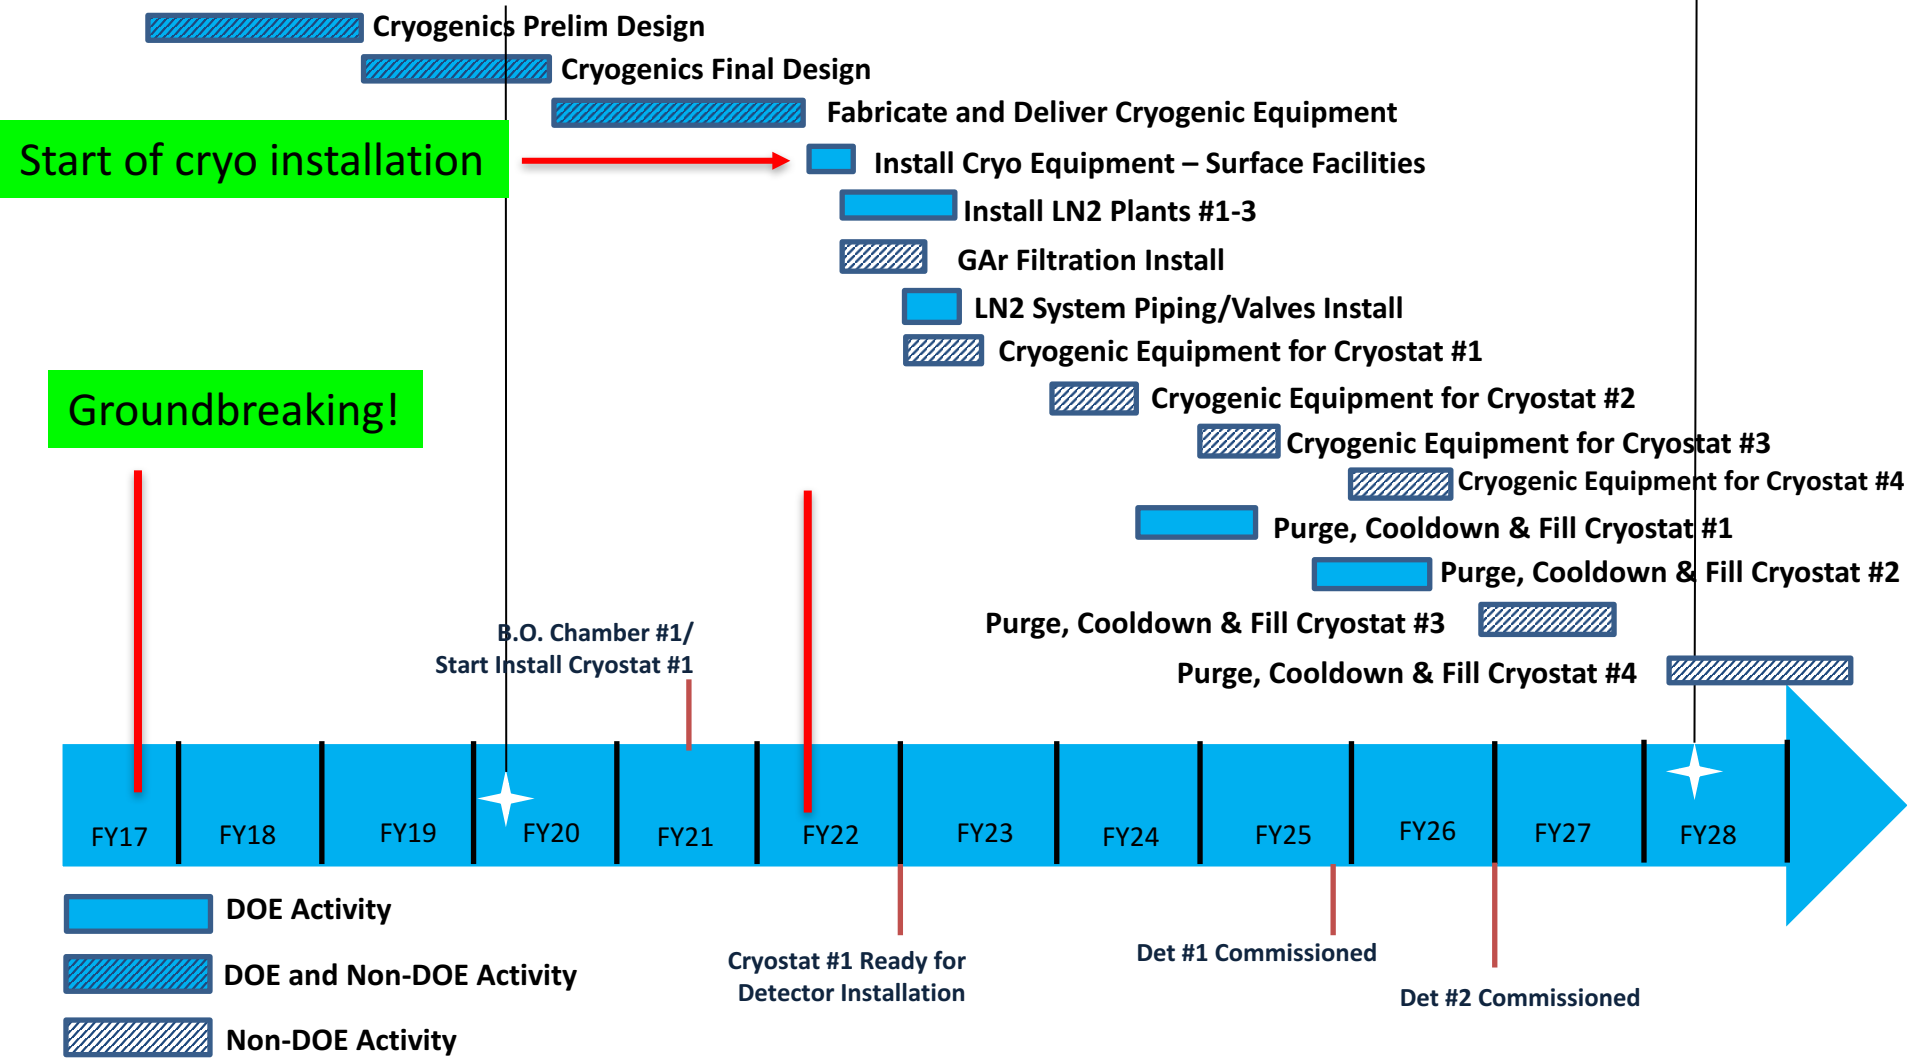 Cryogenics Prelim Design
Cryogenics Final Design
Fabricate and Deliver Cryogenic Equipment
Start of cryo installation
Install Cryo Equipment – Surface Facilities
Install LN2 Plants #1-3
GAr Filtration Install
LN2 System Piping/Valves Install
Cryogenic Equipment for Cryostat #1
Groundbreaking!
Cryogenic Equipment for Cryostat #2
Cryogenic Equipment for Cryostat #3
Cryogenic Equipment for Cryostat #4
Purge, Cooldown & Fill Cryostat #1
Purge, Cooldown & Fill Cryostat #2
Purge, Cooldown & Fill Cryostat #3
B.O. Chamber #1/
Start Install Cryostat #1
Purge, Cooldown & Fill Cryostat #4
FY17 FY18 FY19 FY20 FY21 FY22 FY23 FY24 FY25 FY26 FY27 FY28
DOE Activity
DOE and Non-DOE Activity
Non-DOE Activity
Cryostat #1 Ready for
Detector Installation
Det #1 Commissioned
Det #2 Commissioned